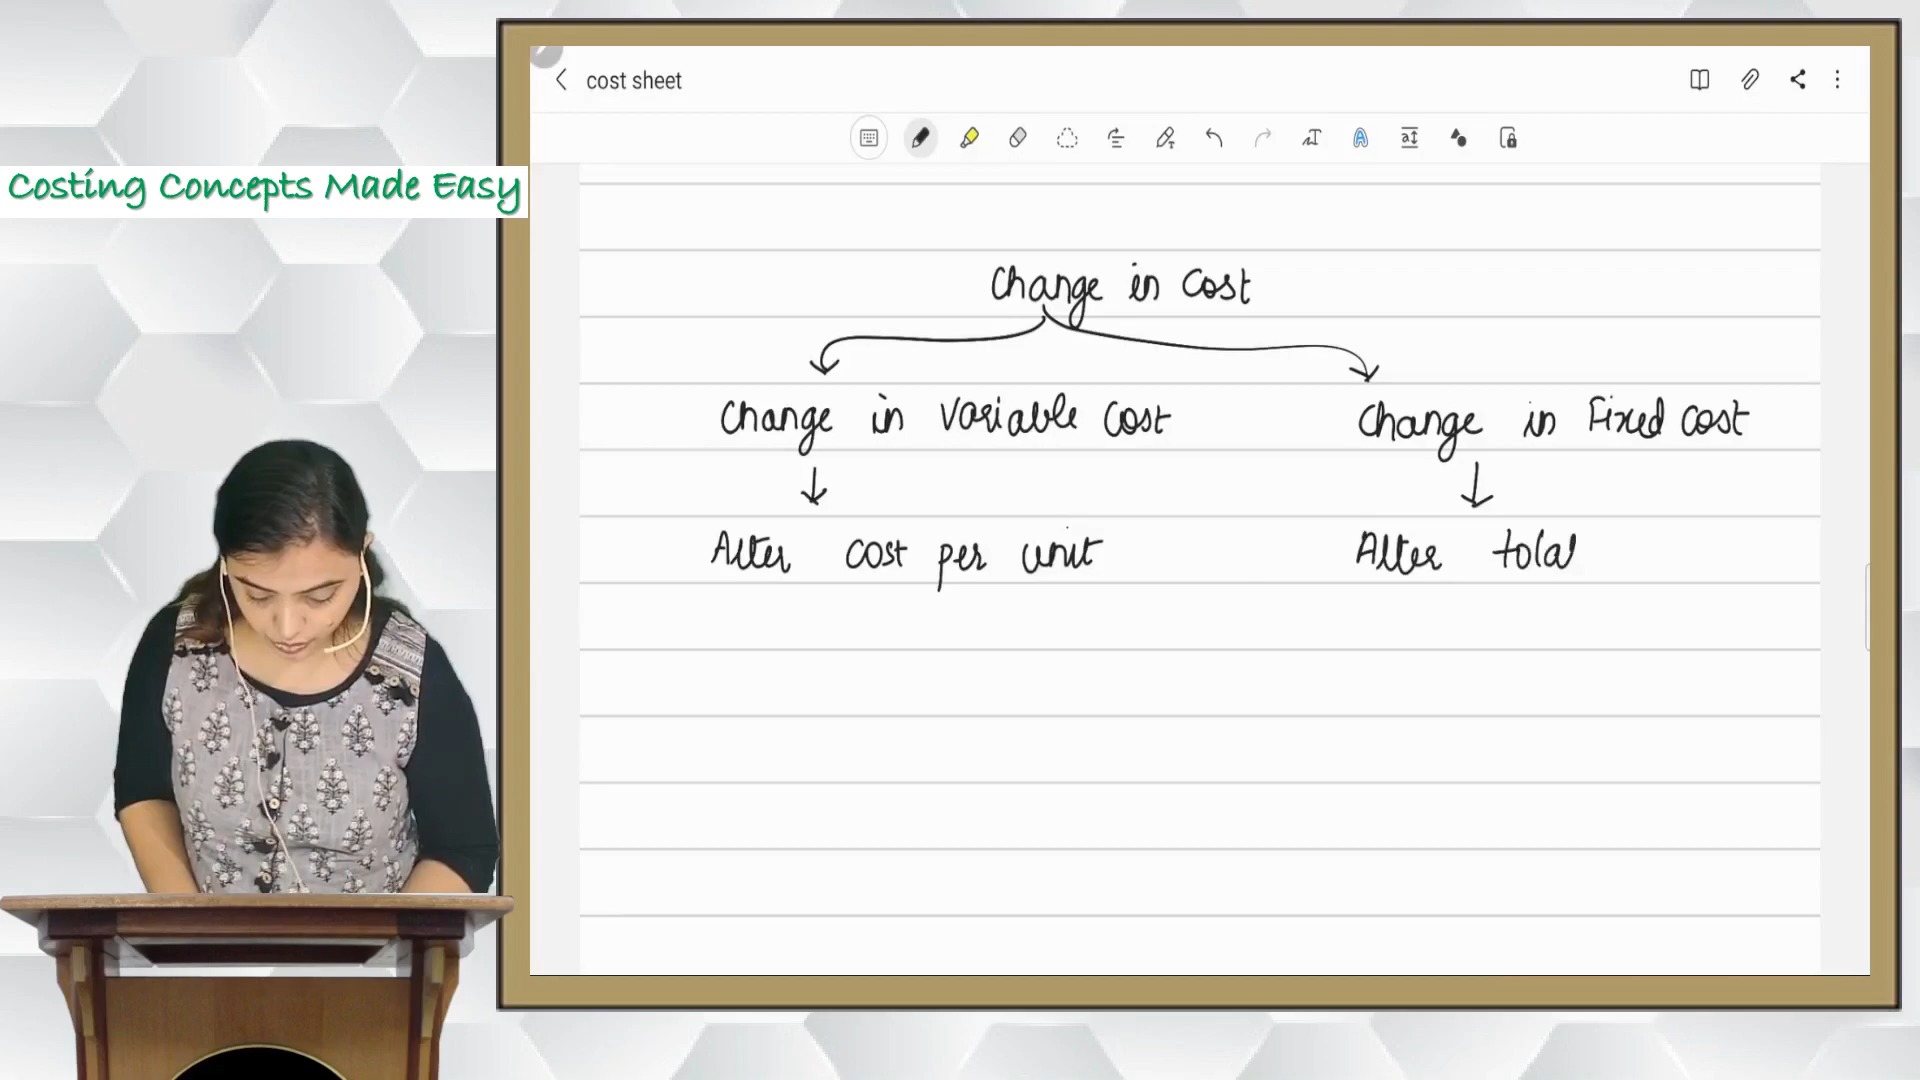 cost sheet
Costing Concepts Made Easy
Change in Cost
Change in Variable Cost
Change in Fixed Cost
Alter cost per unit
Alter total